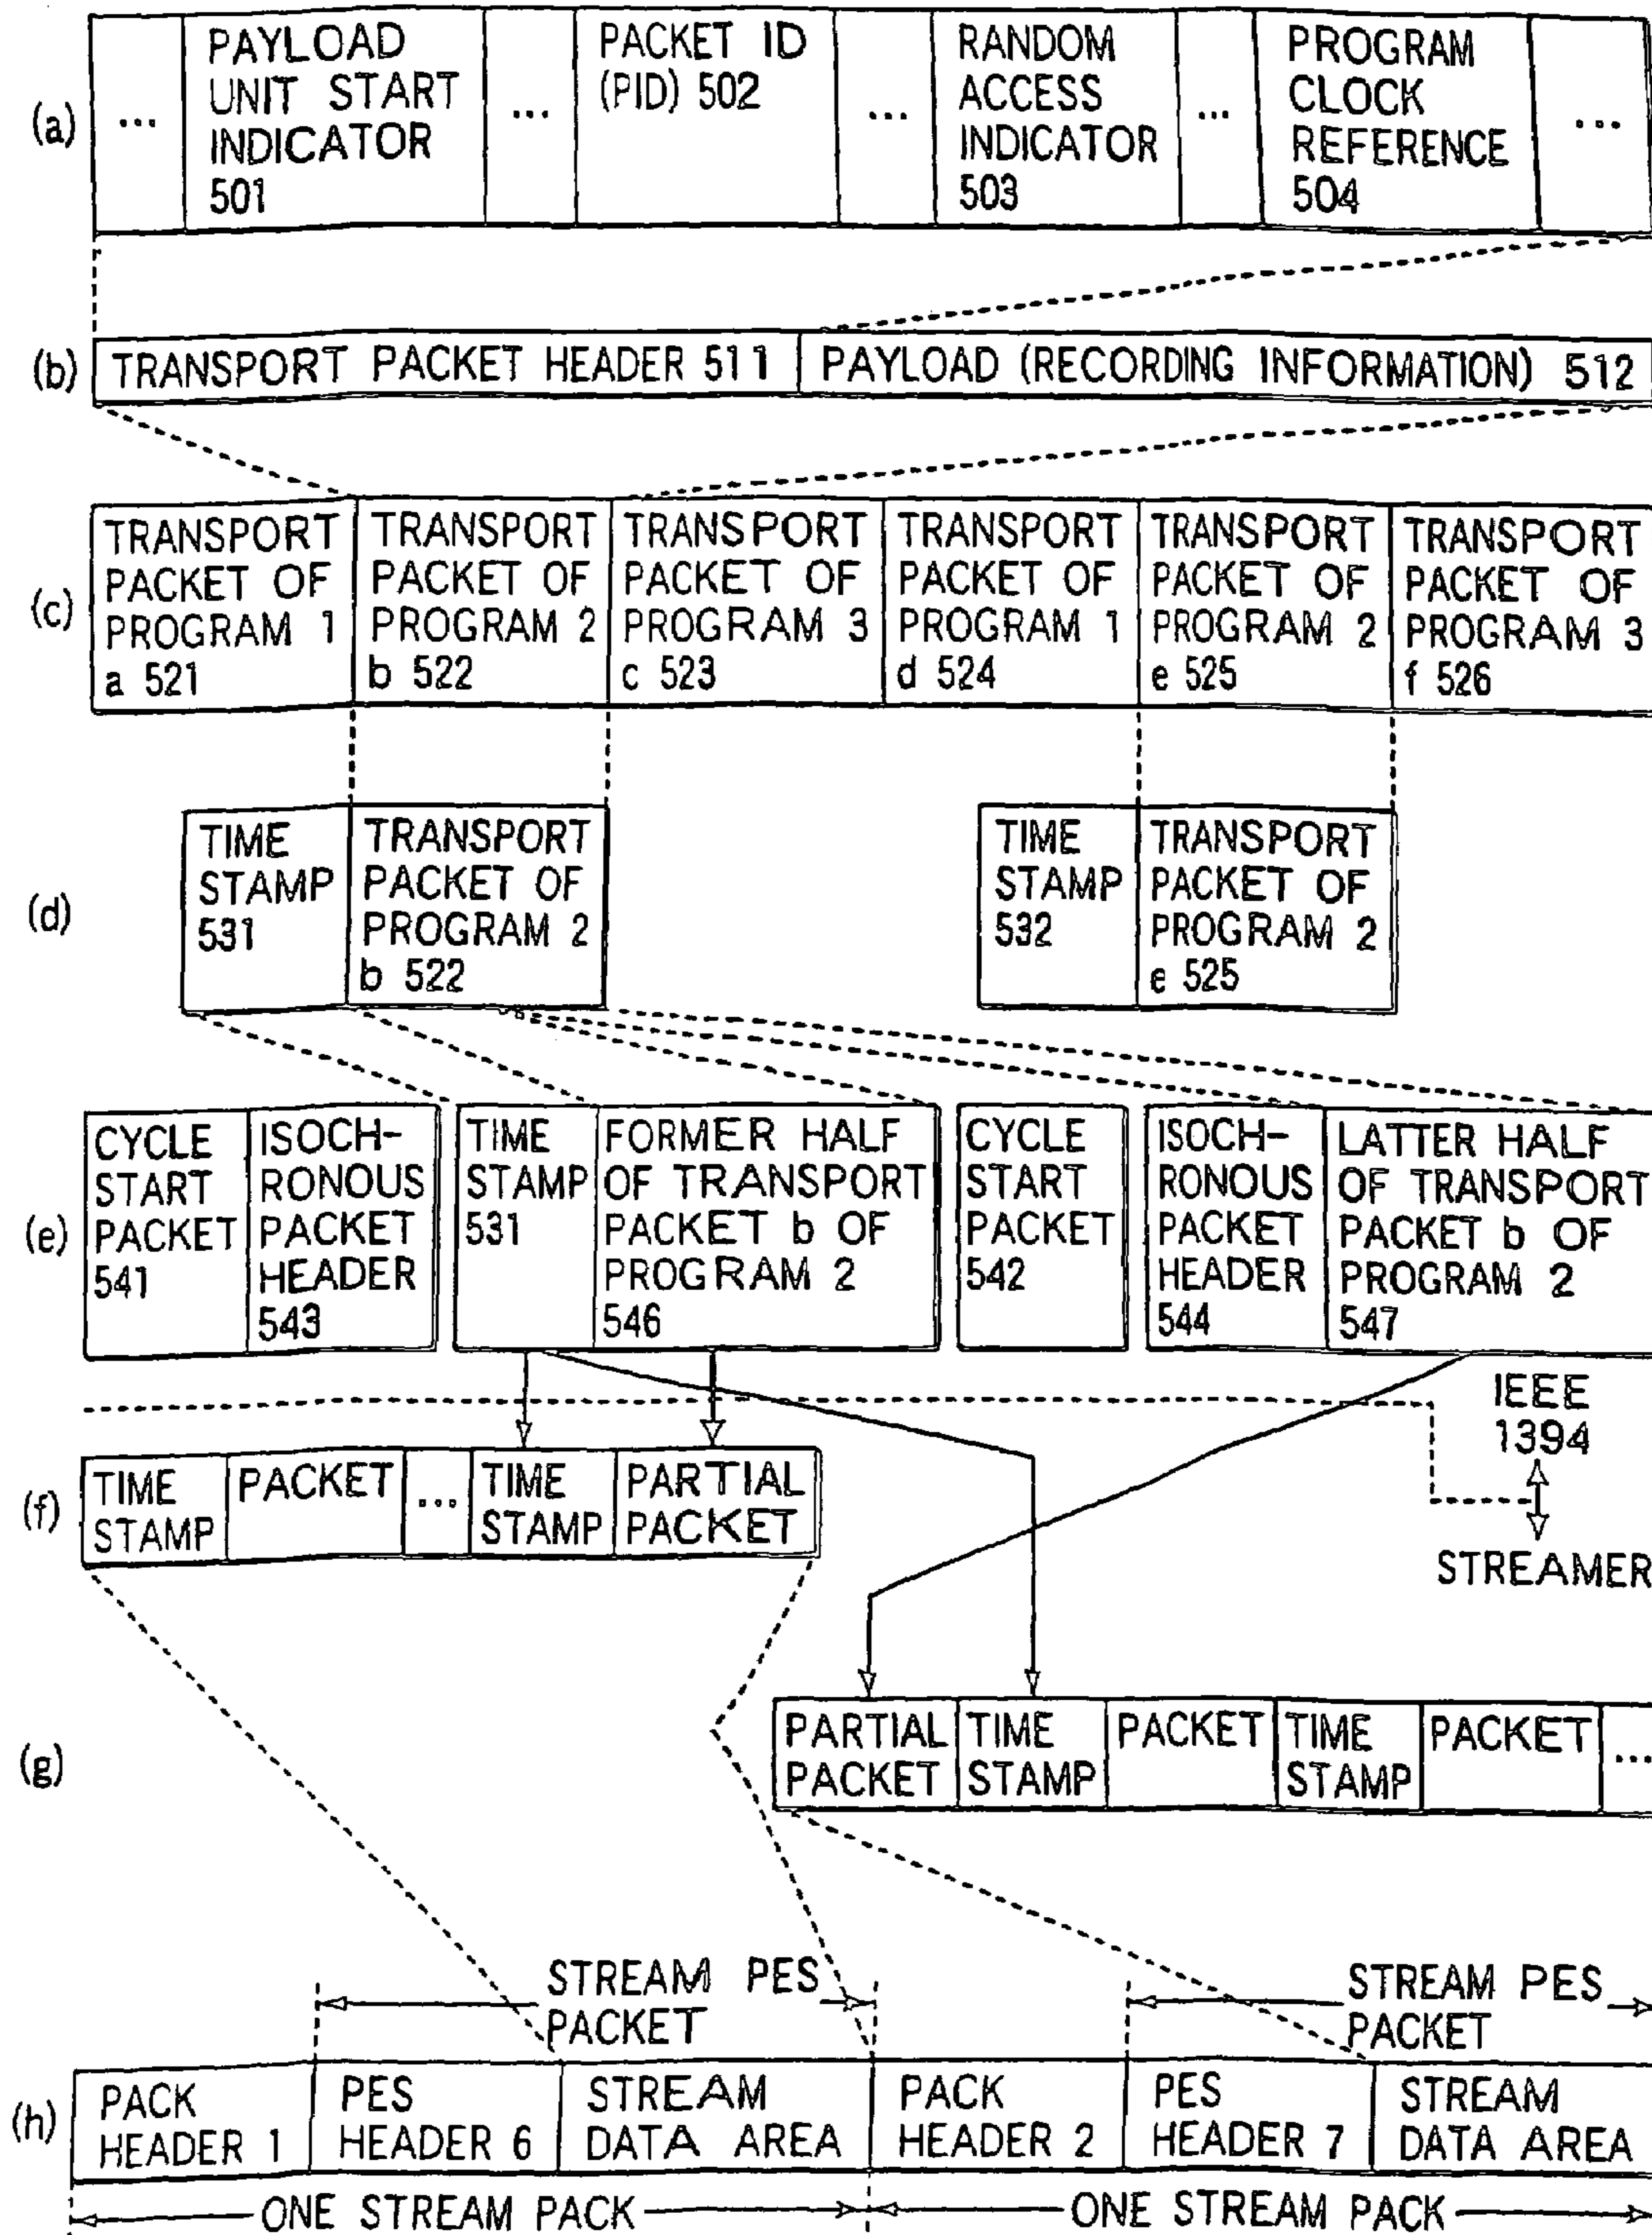 (a)
...
PAYLOAD
UNIT START
INDICATOR
501
...
PACKET ID
(PID) 502
...
RANDOM
ACCESS
INDICATOR
503
...
PROGRAM
CLOCK
REFERENCE
504
...
(b)
TRANSPORT PACKET HEADER 511
PAYLOAD (RECORDING INFORMATION) 512
(c)
TRANSPORT
PACKET OF
PROGRAM 1
a 521
TRANSPORT
PACKET OF
PROGRAM 2
b 522
TRANSPORT
PACKET OF
PROGRAM 3
c 523
TRANSPORT
PACKET OF
PROGRAM 1
d 524
TRANSPORT
PACKET OF
PROGRAM 2
e 525
TRANSPORT
PACKET OF
PROGRAM 3
f 526
(d)
TIME
STAMP
531
TRANSPORT
PACKET OF
PROGRAM 2
b 522
TIME
STAMP
532
TRANSPORT
PACKET OF
PROGRAM 2
e 525
(e)
CYCLE
START
PACKET
541
ISOCH-
RONOUS
PACKET
HEADER
543
TIME
STAMP
531
FORMER HALF
OF TRANSPORT
PACKET b OF
PROGRAM 2
546
CYCLE
START
PACKET
542
ISOCH-
RONOUS
PACKET
HEADER
544
LATTER HALF
OF TRANSPORT
PACKET b OF
PROGRAM 2
547
IEEE
1394
STREAMER
(f)
TIME
STAMP
PACKET
...
TIME
STAMP
PARTIAL
PACKET
(g)
PARTIAL
PACKET
TIME
STAMP
PACKET
TIME
STAMP
PACKET
...
STREAM PES
PACKET
STREAM PES
PACKET
(h)
PACK
HEADER 1
PES
HEADER 6
STREAM
DATA AREA
PACK
HEADER 2
PES
HEADER 7
STREAM
DATA AREA
ONE STREAM PACK
ONE STREAM PACK